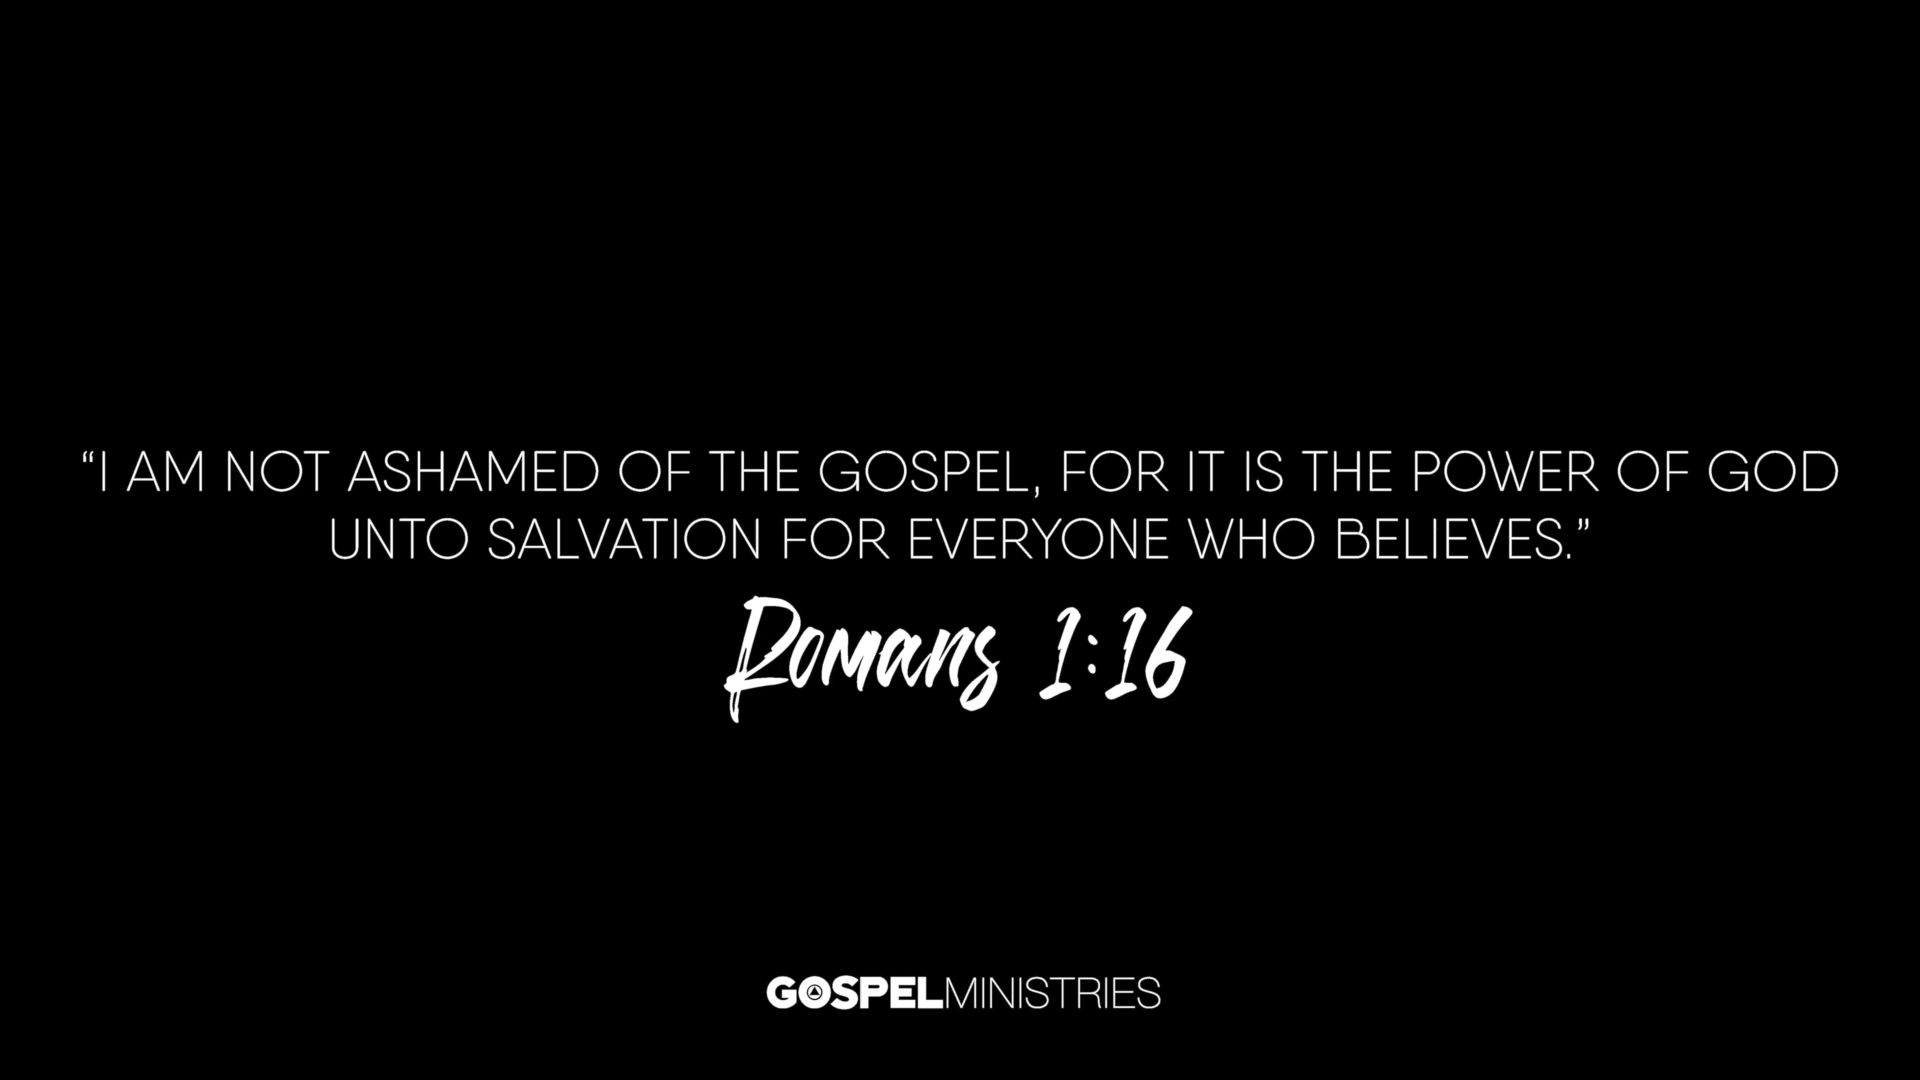 “I AM NOT ASHAMED OF THE GOSPEL, FOR IT IS THE POWER OF GOD
UNTO SALVATION FOR EVERYONE WHO BELIEVES.”
Romans 1:16
GOSPELMINISTRIES